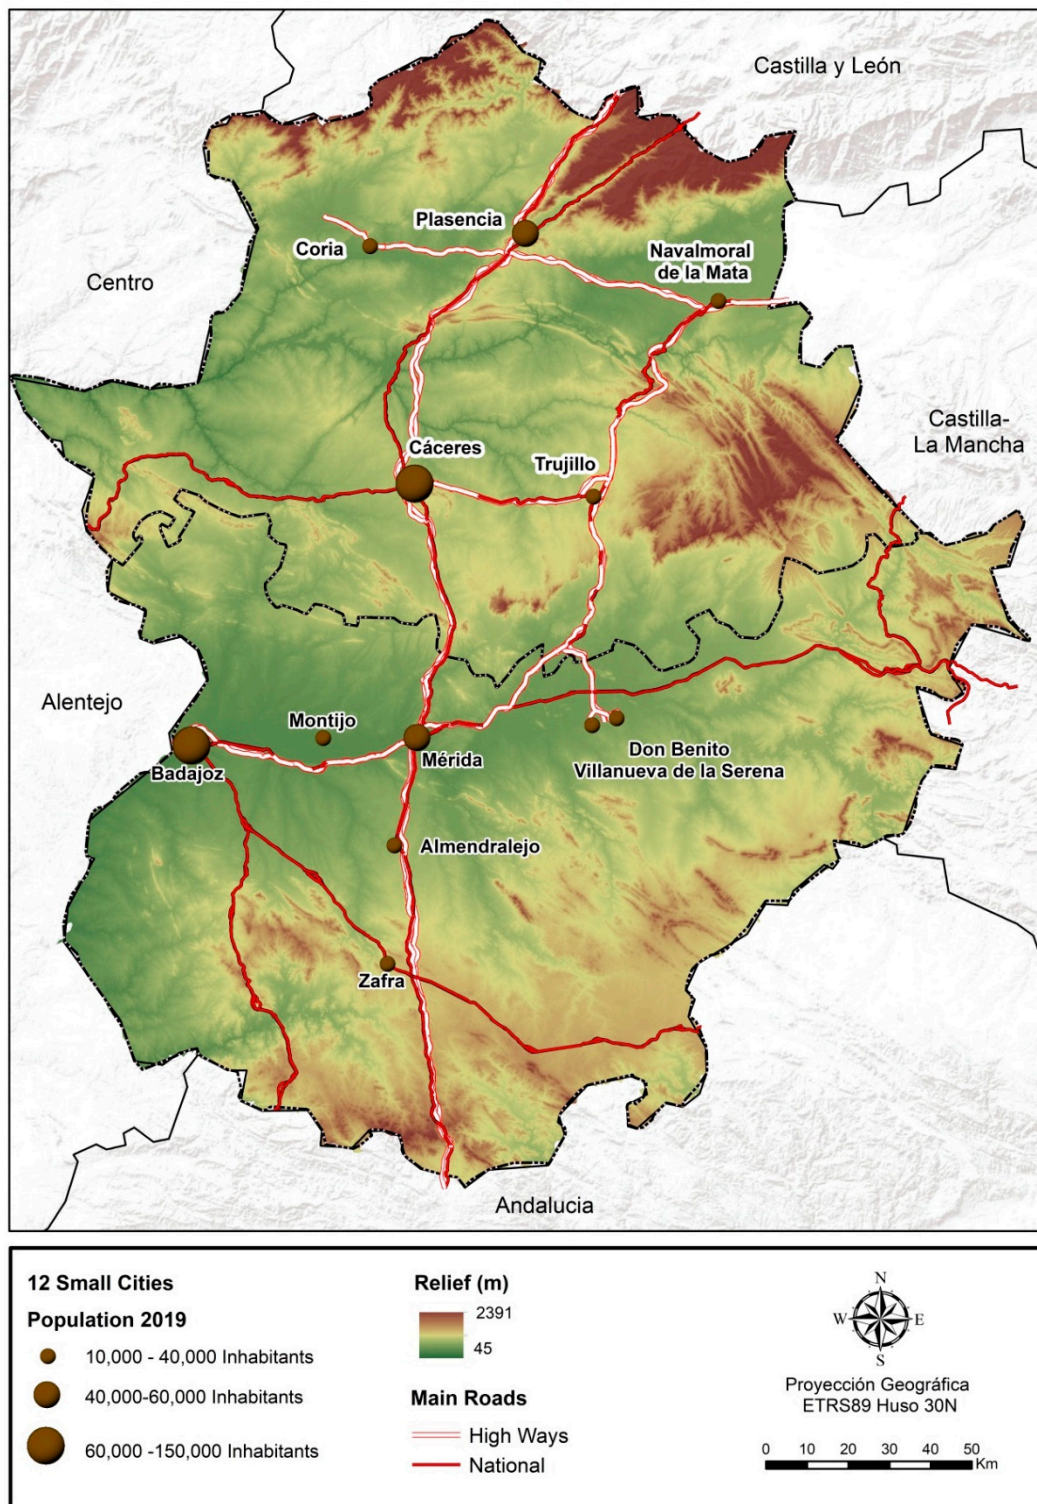 Castilla y León
Plasencia
Coria
Navalmoral
de la Mata
Centro
Castilla-
La Mancha
Cáceres
Trujillo
Alentejo
Montijo
Badajoz
Mérida
Don Benito
Villanueva de la Serena
Almendralejo
Zafra
Andalucia
12 Small Cities
Population 2019
10,000 - 40,000 Inhabitants
40,000-60,000 Inhabitants
60,000 -150,000 Inhabitants
Relief (m)
2391
45
Main Roads
High Ways
National
N
W E
S
Proyección Geográfica
ETRS89 Huso 30N
0 10 20 30 40 50
Km